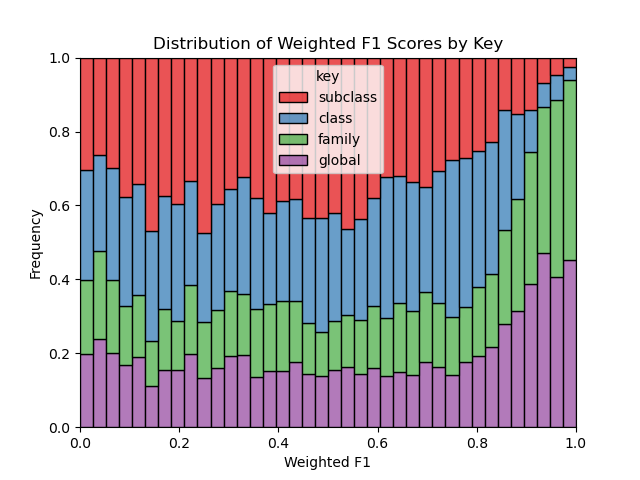 Distribution of Weighted F1 Scores by Key
1.0
0.8
0.6
0.4
0.2
0.0
Frequency
key
subclass
class
family
global
0.0 0.2 0.4 0.6 0.8 1.0
Weighted F1